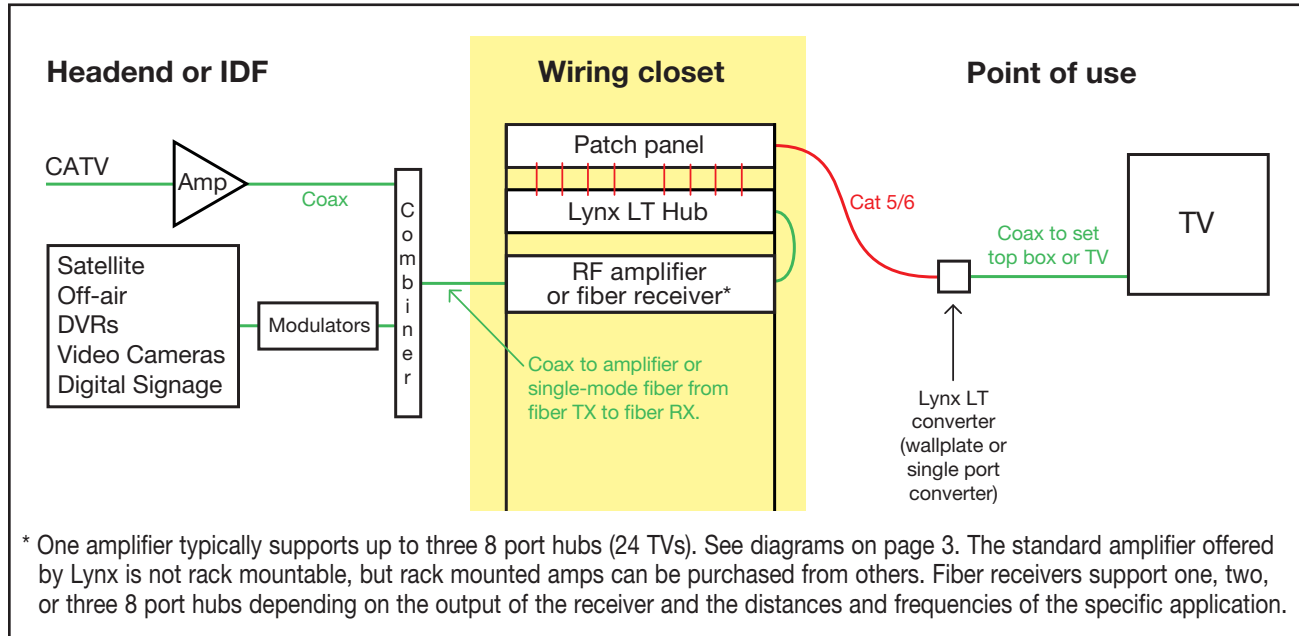 Headend or IDF
Wiring closet
Point of use
CATV
Amp
Coax
Combiner
Satellite
Off-air
DVRs
Video Cameras
Digital Signage
Modulators
Patch panel
Lynx LT Hub
RF amplifier
or fiber receiver*
Coax to amplifier or
single-mode fiber from
fiber TX to fiber RX.
Cat 5/6
Coax to set
top box or TV
TV
Lynx LT
converter
(wallplate or
single port
converter)
* One amplifier typically supports up to three 8 port hubs (24 TVs). See diagrams on page 3. The standard amplifier offered
by Lynx is not rack mountable, but rack mounted amps can be purchased from others. Fiber receivers support one, two,
or three 8 port hubs depending on the output of the receiver and the distances and frequencies of the specific application.